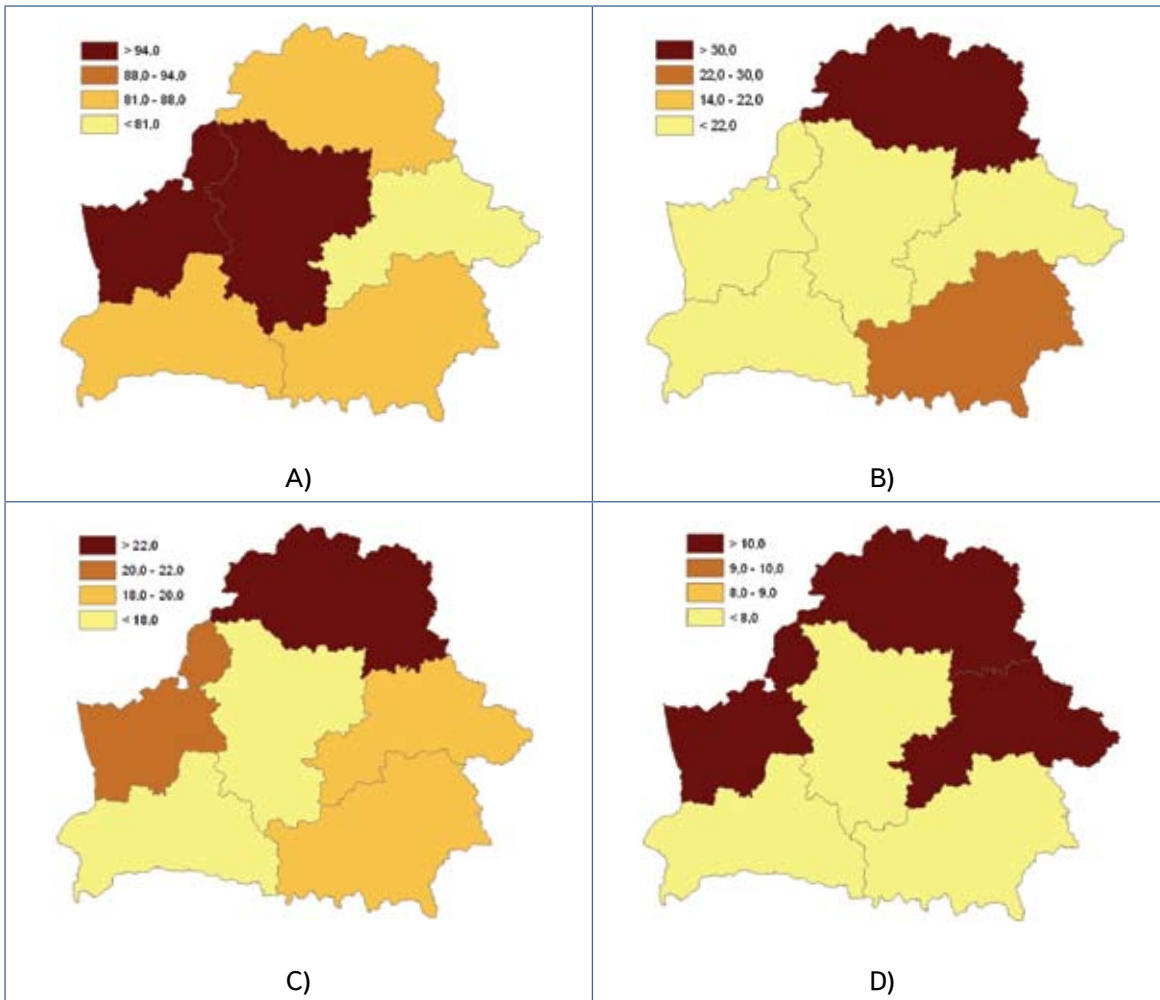 > 94,0
88,0 - 94,0
81,0 - 88,0
< 81,0
A)
> 30,0
22,0 - 30,0
14,0 - 22,0
< 22,0
B)
> 22,0
20,0 - 22,0
18,0 - 20,0
< 18,0
C)
> 10,0
9,0 - 10,0
8,0 - 9,0
< 8,0
D)